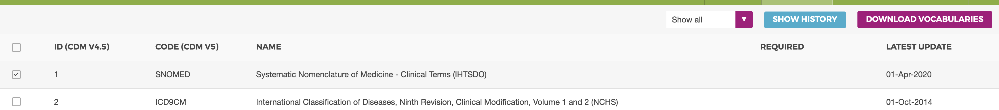 Show all ▼ SHOW HISTORY DOWNLOAD VOCABULARIES
ID (CDM V4.5) CODE (CDM V5) NAME REQUIRED LATEST UPDATE
1 SNOMED Systematic Nomenclature of Medicine - Clinical Terms (IHTSDO) 01-Apr-2020
2 ICD9CM International Classification of Diseases, Ninth Revision, Clinical Modification, Volume 1 and 2 (NCHS) 01-Oct-2014